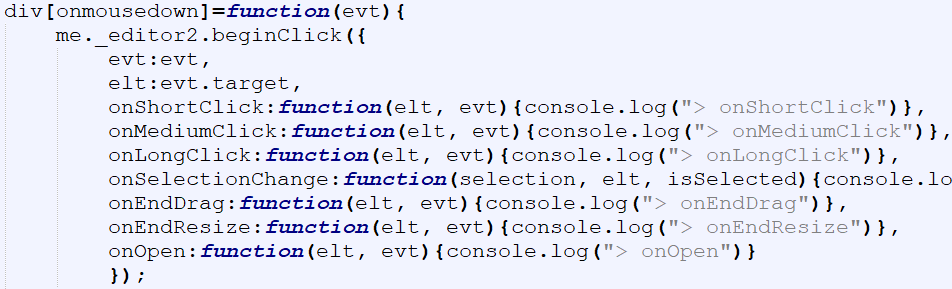 div[onmousedown]=function(evt){
me._editor2.beginClick({
evt:evt,
elt:evt.target,
onShortClick:function(elt, evt){console.log("> onShortClick")},
onMediumClick:function(elt, evt){console.log("> onMediumClick")},
onLongClick:function(elt, evt){console.log("> onLongClick")},
onSelectionChange:function(selection, elt, isSelected){console.lo
onEndDrag:function(elt, evt){console.log("> onEndDrag")},
onEndResize:function(elt, evt){console.log("> onEndResize")},
onOpen:function(elt, evt){console.log("> onOpen")}
});